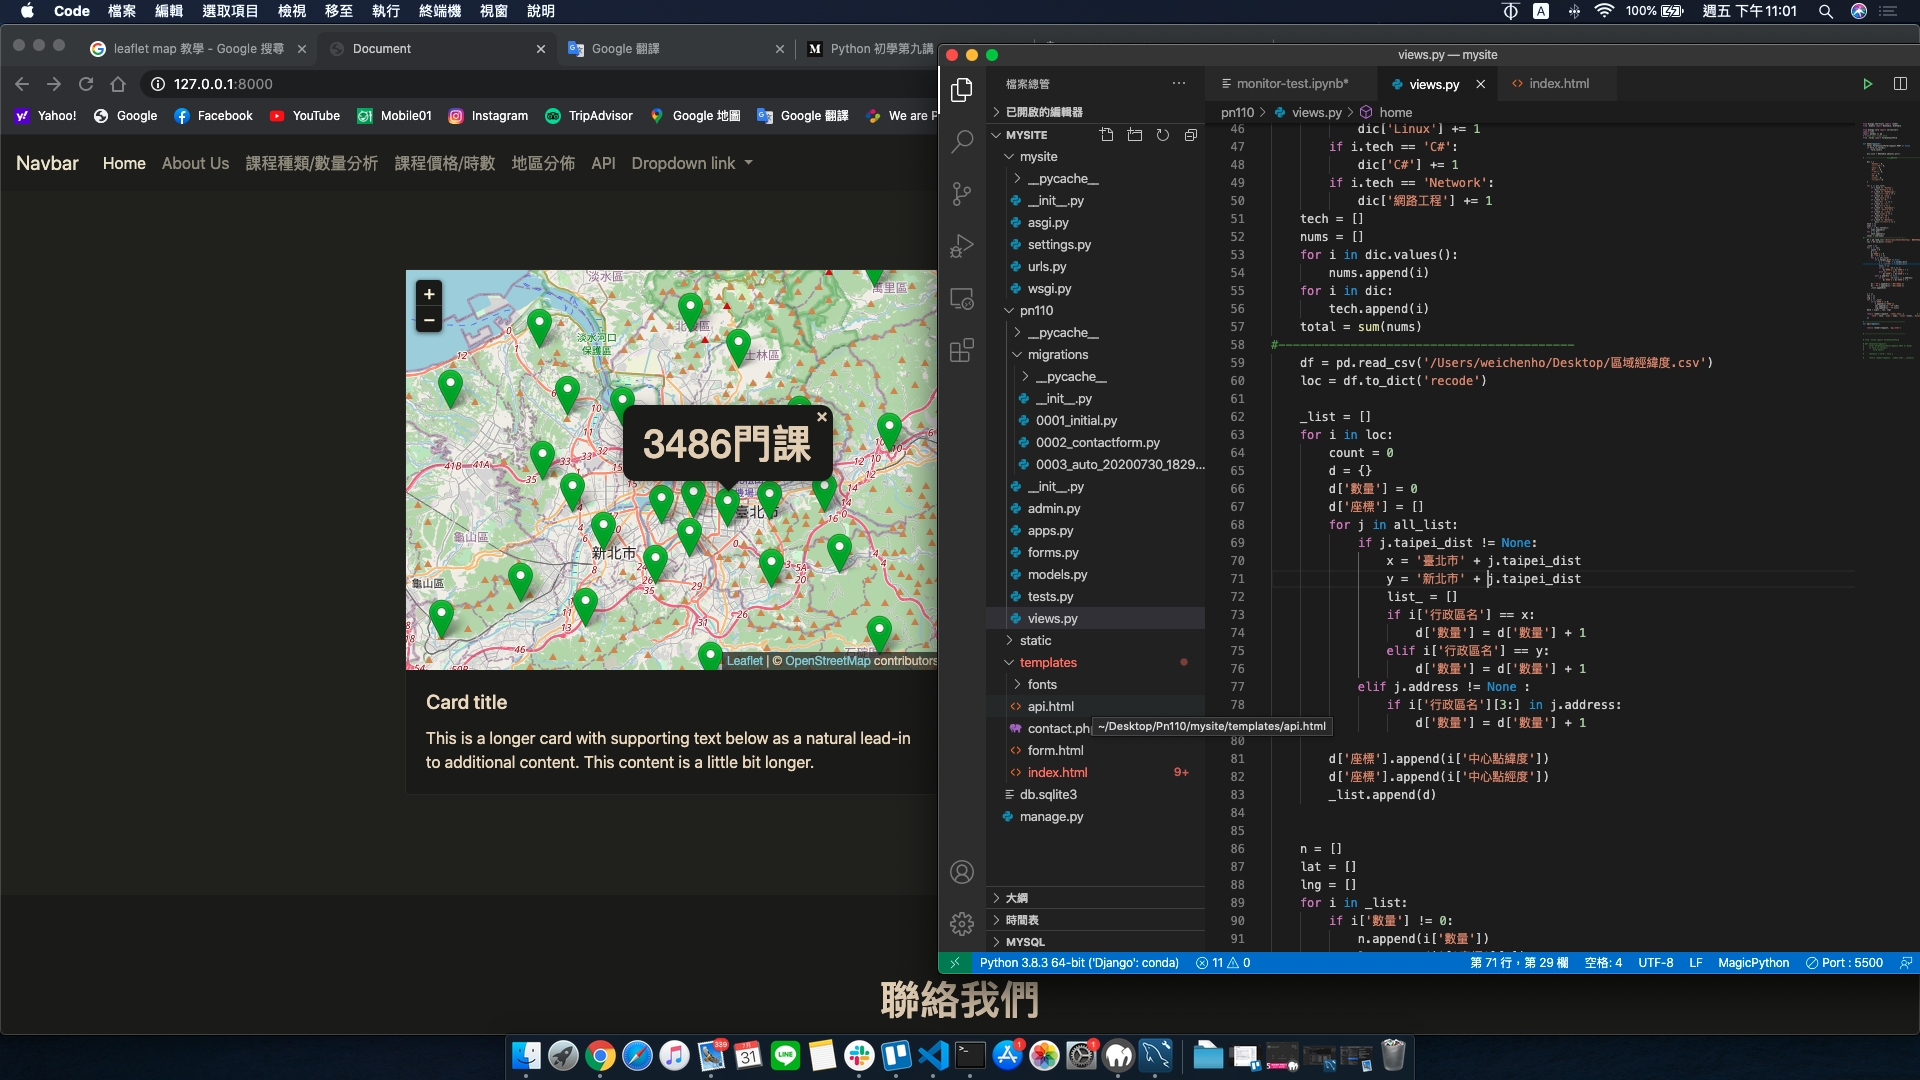 Code 檔案 編輯 選取項目 檢視 移至 執行 終端機 視窗 說明
A 100% 週五 下午11:01
leaflet map 教學 - Google 搜尋
Document
Google 翻譯
Python 初學第九講
127.0.0.1:8000
Yahoo! Google Facebook YouTube Mobile01 Instagram TripAdvisor Google 地圖 Google 翻譯 We are P
Navbar Home About Us 課程種類/數量分析 課程價格/時數 地區分佈 API Dropdown link
+
−
淡水區
萬里區
淡水河口
保護區
士林區
3486門課
×
臺北市
新北市
龜山區
龜山區
Leaflet | © OpenStreetMap contributors
Card title
This is a longer card with supporting text below as a natural lead-in
to additional content. This content is a little bit longer.
聯絡我們
views.py — mysite
檔案總管
monitor-test.ipynb*
views.py
index.html
pn110 > views.py > home
已開啟的編輯器
MYSITE
mysite
__pycache__
__init__.py
asgi.py
settings.py
urls.py
wsgi.py
pn110
__pycache__
migrations
__pycache__
__init__.py
0001_initial.py
0002_contactform.py
0003_auto_20200730_1829...
__init__.py
admin.py
apps.py
forms.py
models.py
tests.py
views.py
static
templates
fonts
api.html
contact.ph
~/Desktop/Pn110/mysite/templates/api.html
form.html
index.html 9+
db.sqlite3
manage.py
大綱
時間表
MYSQL
46 dic['Linux'] += 1
47 if i.tech == 'C#':
48 dic['C#'] += 1
49 if i.tech == 'Network':
50 dic['網路工程'] += 1
51 tech = []
52 nums = []
53 for i in dic.values():
54 nums.append(i)
55 for i in dic:
56 tech.append(i)
57 total = sum(nums)
58 #-----------------------------------------
59 df = pd.read_csv('/Users/weichenho/Desktop/區域經緯度.csv')
60 loc = df.to_dict('recode')
61
62 _list = []
63 for i in loc:
64 count = 0
65 d = {}
66 d['數量'] = 0
67 d['座標'] = []
68 for j in all_list:
69 if j.taipei_dist != None:
70 x = '臺北市' + j.taipei_dist
71 y = '新北市' + j.taipei_dist
72 list_ = []
73 if i['行政區名'] == x:
74 d['數量'] = d['數量'] + 1
75 elif i['行政區名'] == y:
76 d['數量'] = d['數量'] + 1
77 elif j.address != None :
78 if i['行政區名'][3:] in j.address:
d['數量'] = d['數量'] + 1
80
81 d['座標'].append(i['中心點緯度'])
82 d['座標'].append(i['中心點經度'])
83 _list.append(d)
84
85
86 n = []
87 lat = []
88 lng = []
89 for i in _list:
90 if i['數量'] != 0:
91 n.append(i['數量'])
Python 3.8.3 64-bit ('Django': conda) 11 0 第 71 行，第 29 欄 空格: 4 UTF-8 LF MagicPython Port : 5500
339
7月
31
LINE
1
1